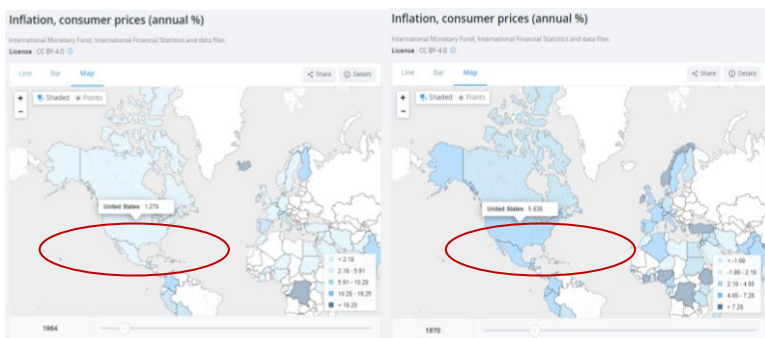 Inflation, consumer prices (annual %)
International Monetary Fund, International Financial Statistics and data files.
License : CC BY-4.0
Line Bar Map
Share Details
+ Shaded Points
-
United States : 1.279
< 2.19
2.19 - 5.91
5.91 - 10.28
10.28 - 19.25
> 19.25
1964
Inflation, consumer prices (annual %)
International Monetary Fund, International Financial Statistics and data files.
License : CC BY-4.0
Line Bar Map
Share Details
+ Shaded Points
-
United States : 5.838
< -1.99
-1.99 - 2.19
2.19 - 4.65
4.65 - 7.28
> 7.28
1970